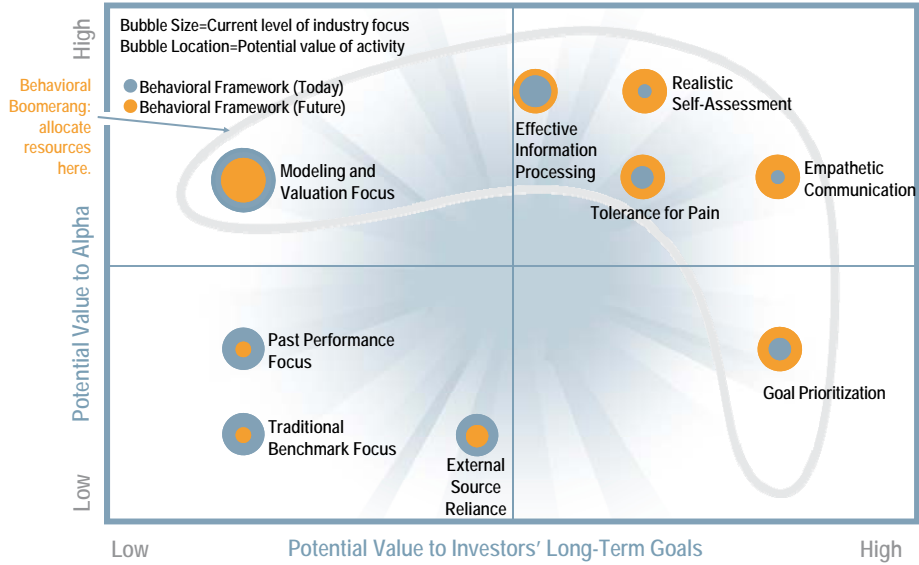 High
Bubble Size=Current level of industry focus
Bubble Location=Potential value of activity
Behavioral Framework (Today)
Behavioral Framework (Future)
Behavioral
Boomerang:
allocate
resources
here.
Modeling and
Valuation Focus
Effective
Information
Processing
Realistic
Self-Assessment
Tolerance for Pain
Empathetic
Communication
Potential Value to Alpha
Past Performance
Focus
Traditional
Benchmark Focus
External
Source
Reliance
Goal Prioritization
Low
Low
Potential Value to Investors' Long-Term Goals
High